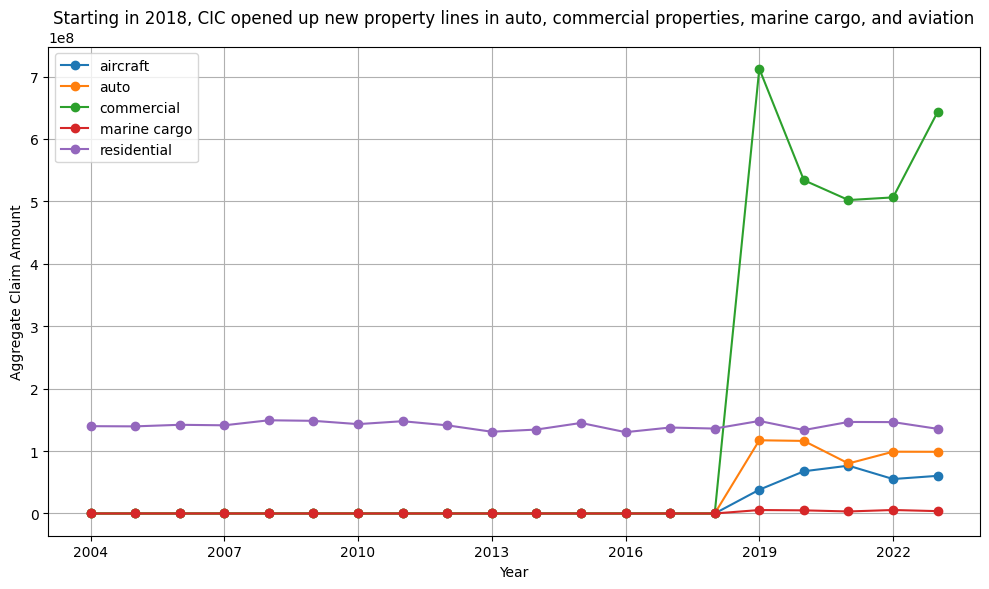 Starting in 2018, CIC opened up new property lines in auto, commercial properties, marine cargo, and aviation
1e8
aircraft
auto
commercial
marine cargo
residential
7
6
5
4
3
2
1
0
Aggregate Claim Amount
2004 2007 2010 2013 2016 2019 2022
Year